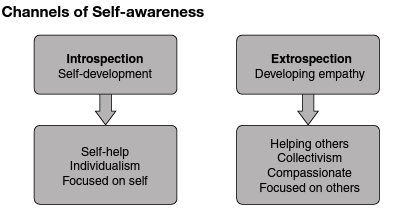 Channels of Self-awareness
Introspection
Self-development
Extrospection
Developing empathy
Self-help
Individualism
Focused on self
Helping others
Collectivism
Compassionate
Focused on others